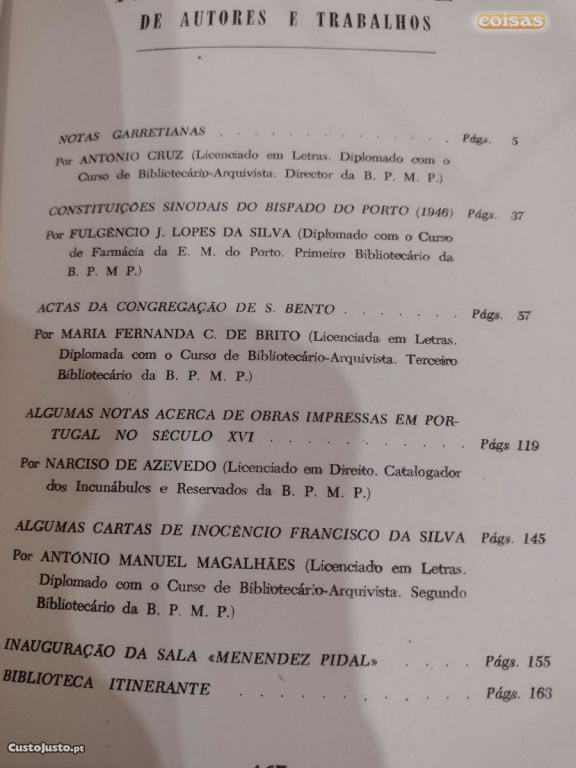 DE AUTORES E TRABALHOS
coisas
NOTAS GARRETIANAS . . . . . . . . . . . . . Págs. 5
Por ANTÓNIO CRUZ (Licenciado em Letras. Diplomado com o
Curso de Bibliotecário-Arquivista. Director da B. P. M. P.)
CONSTITUIÇÕES SINODAIS DO BISPADO DO PORTO (1946) Págs. 37
Por FULGÊNCIO J. LOPES DA SILVA (Diplomado com o Curso
de Farmácia da E. M. do Porto. Primeiro Bibliotecário da
B. P. M P.)
ACTAS DA CONGREGAÇÃO DE S. BENTO . . . . . . Págs. 57
Por MARIA FERNANDA C. DE BRITO (Licenciada em Letras.
Diplomada com o Curso de Bibliotecário-Arquivista. Terceiro
Bibliotecário da B. P. M. P.)
ALGUMAS NOTAS ACERCA DE OBRAS IMPRESSAS EM POR-
TUGAL NO SÉCULO XVI . . . . . . . . . . . Págs 119
Por NARCISO DE AZEVEDO (Licenciado em Direito. Catalogador
dos Incunábulos e Reservados da B. P. M. P.)
ALGUMAS CARTAS DE INOCÊNCIO FRANCISCO DA SILVA Págs. 145
Por ANTÓNIO MANUEL MAGALHÃES (Licenciado em Letras.
Diplomado com o Curso de Bibliotecário-Arquivista. Segundo
Bibliotecário da B. P. M. P.)
INAUGURAÇÃO DA SALA «MENENDEZ PIDAL» . . . . Págs. 155
BIBLIOTECA ITINERANTE . . . . . . . . . . . Págs. 163
167
CustoJusto.pt